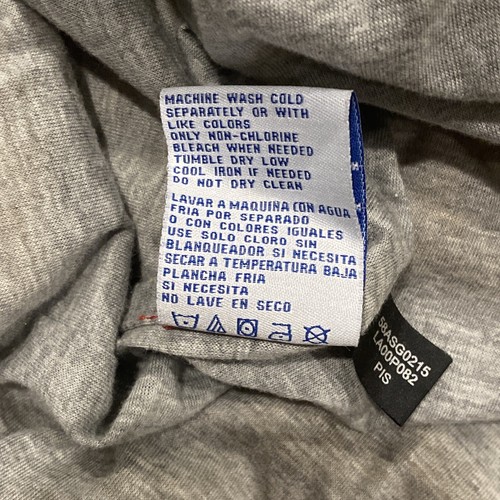 MACHINE WASH COLD
SEPARATELY OR WITH
LIKE COLORS
ONLY NON-CHLORINE
BLEACH WHEN NEEDED
TUMBLE DRY LOW
COOL IRON IF NEEDED
DO NOT DRY CLEAN
LAVAR A MAQUINA CON AGUA
FRIA POR SEPARADO
O CON COLORES IGUALES
USE SOLO CLORO SIN
BLANQUEADOR SI NECESITA
SECAR A TEMPERATURA BAJA
PLANCHA FRIA
SI NECESITA
NO LAVE EN SECO
58ASG0215
LA00P082
PIS